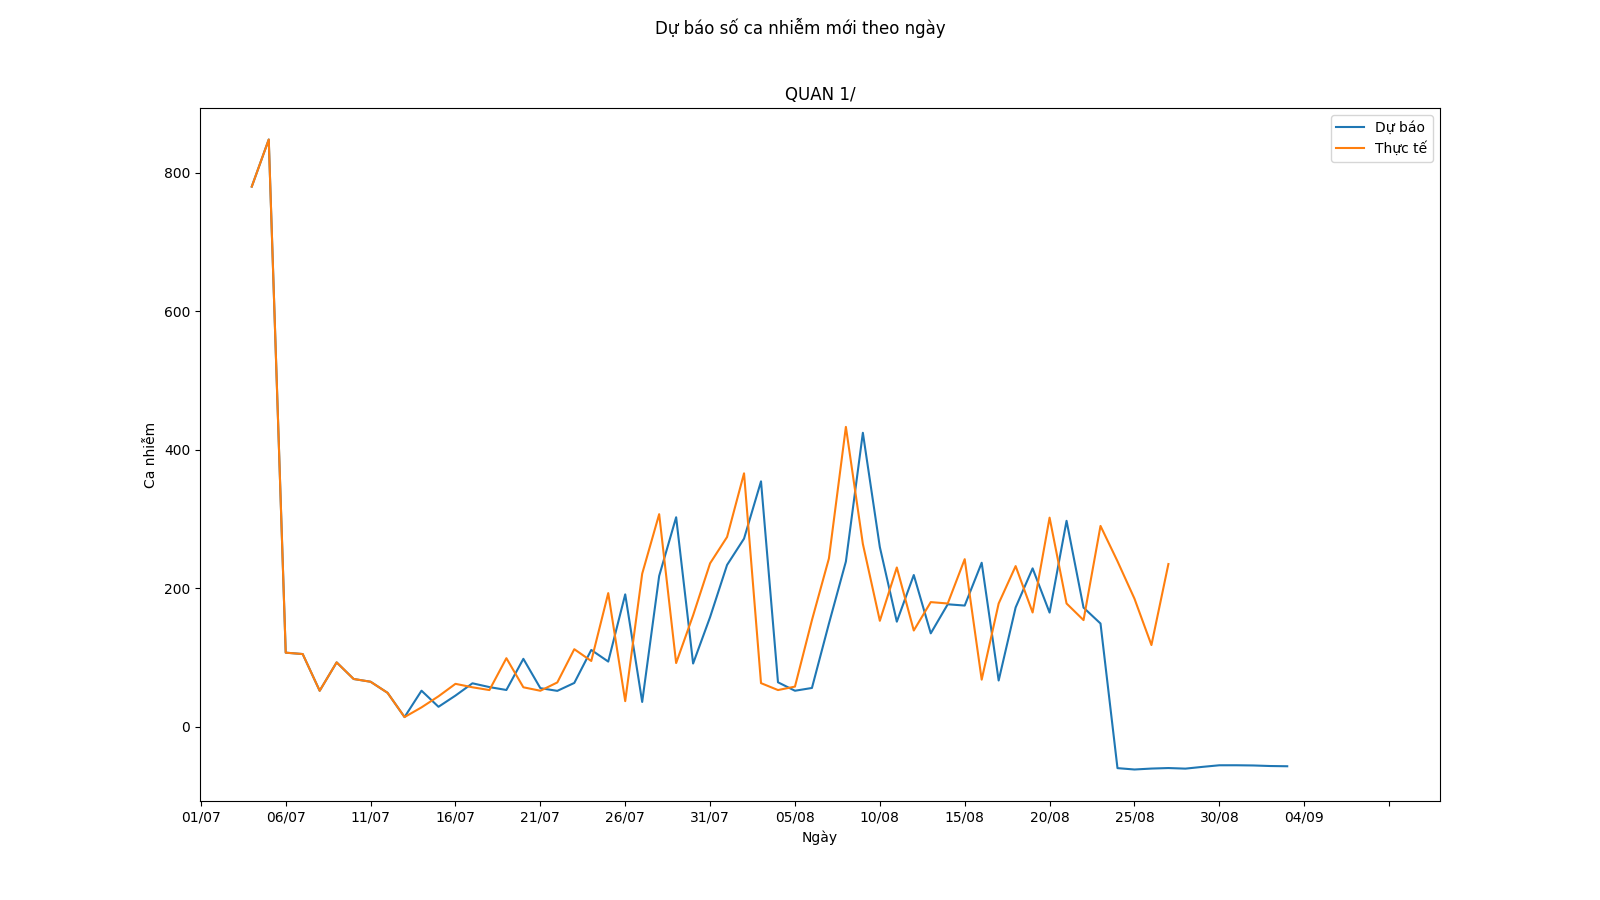 Dự báo số ca nhiễm mới theo ngày
QUAN 1/
Dự báo
Thực tế
800
600
400
200
0
Ca nhiễm
01/07 06/07 11/07 16/07 21/07 26/07 31/07 05/08 10/08 15/08 20/08 25/08 30/08 04/09
Ngày